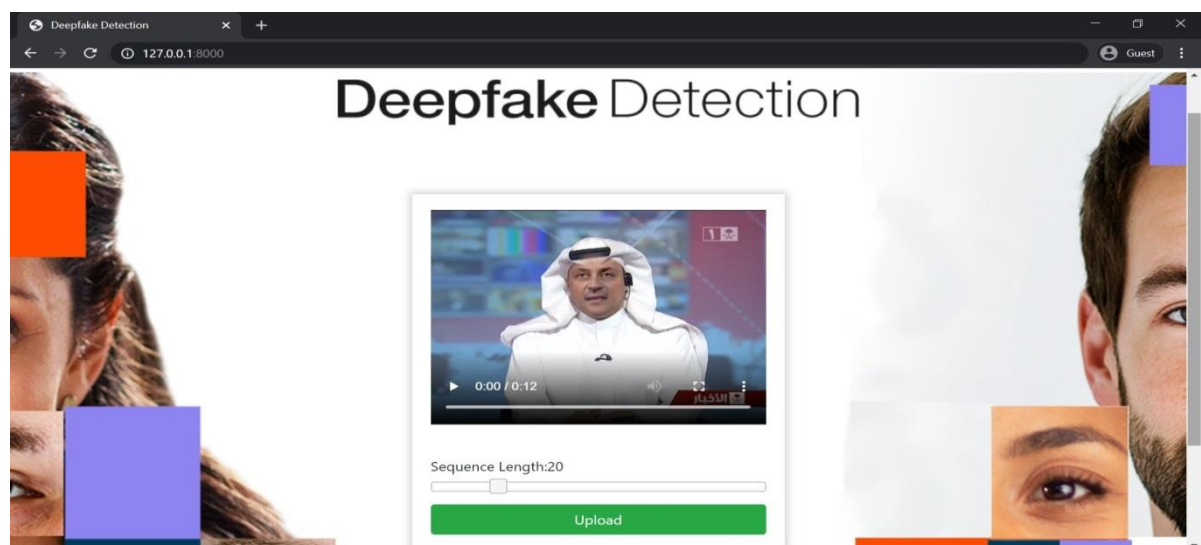 Deepfake Detection
127.0.0.1:8000
Guest
Deepfake Detection
١
0:00 / 0:12
الأخبار
Sequence Length:20
Upload